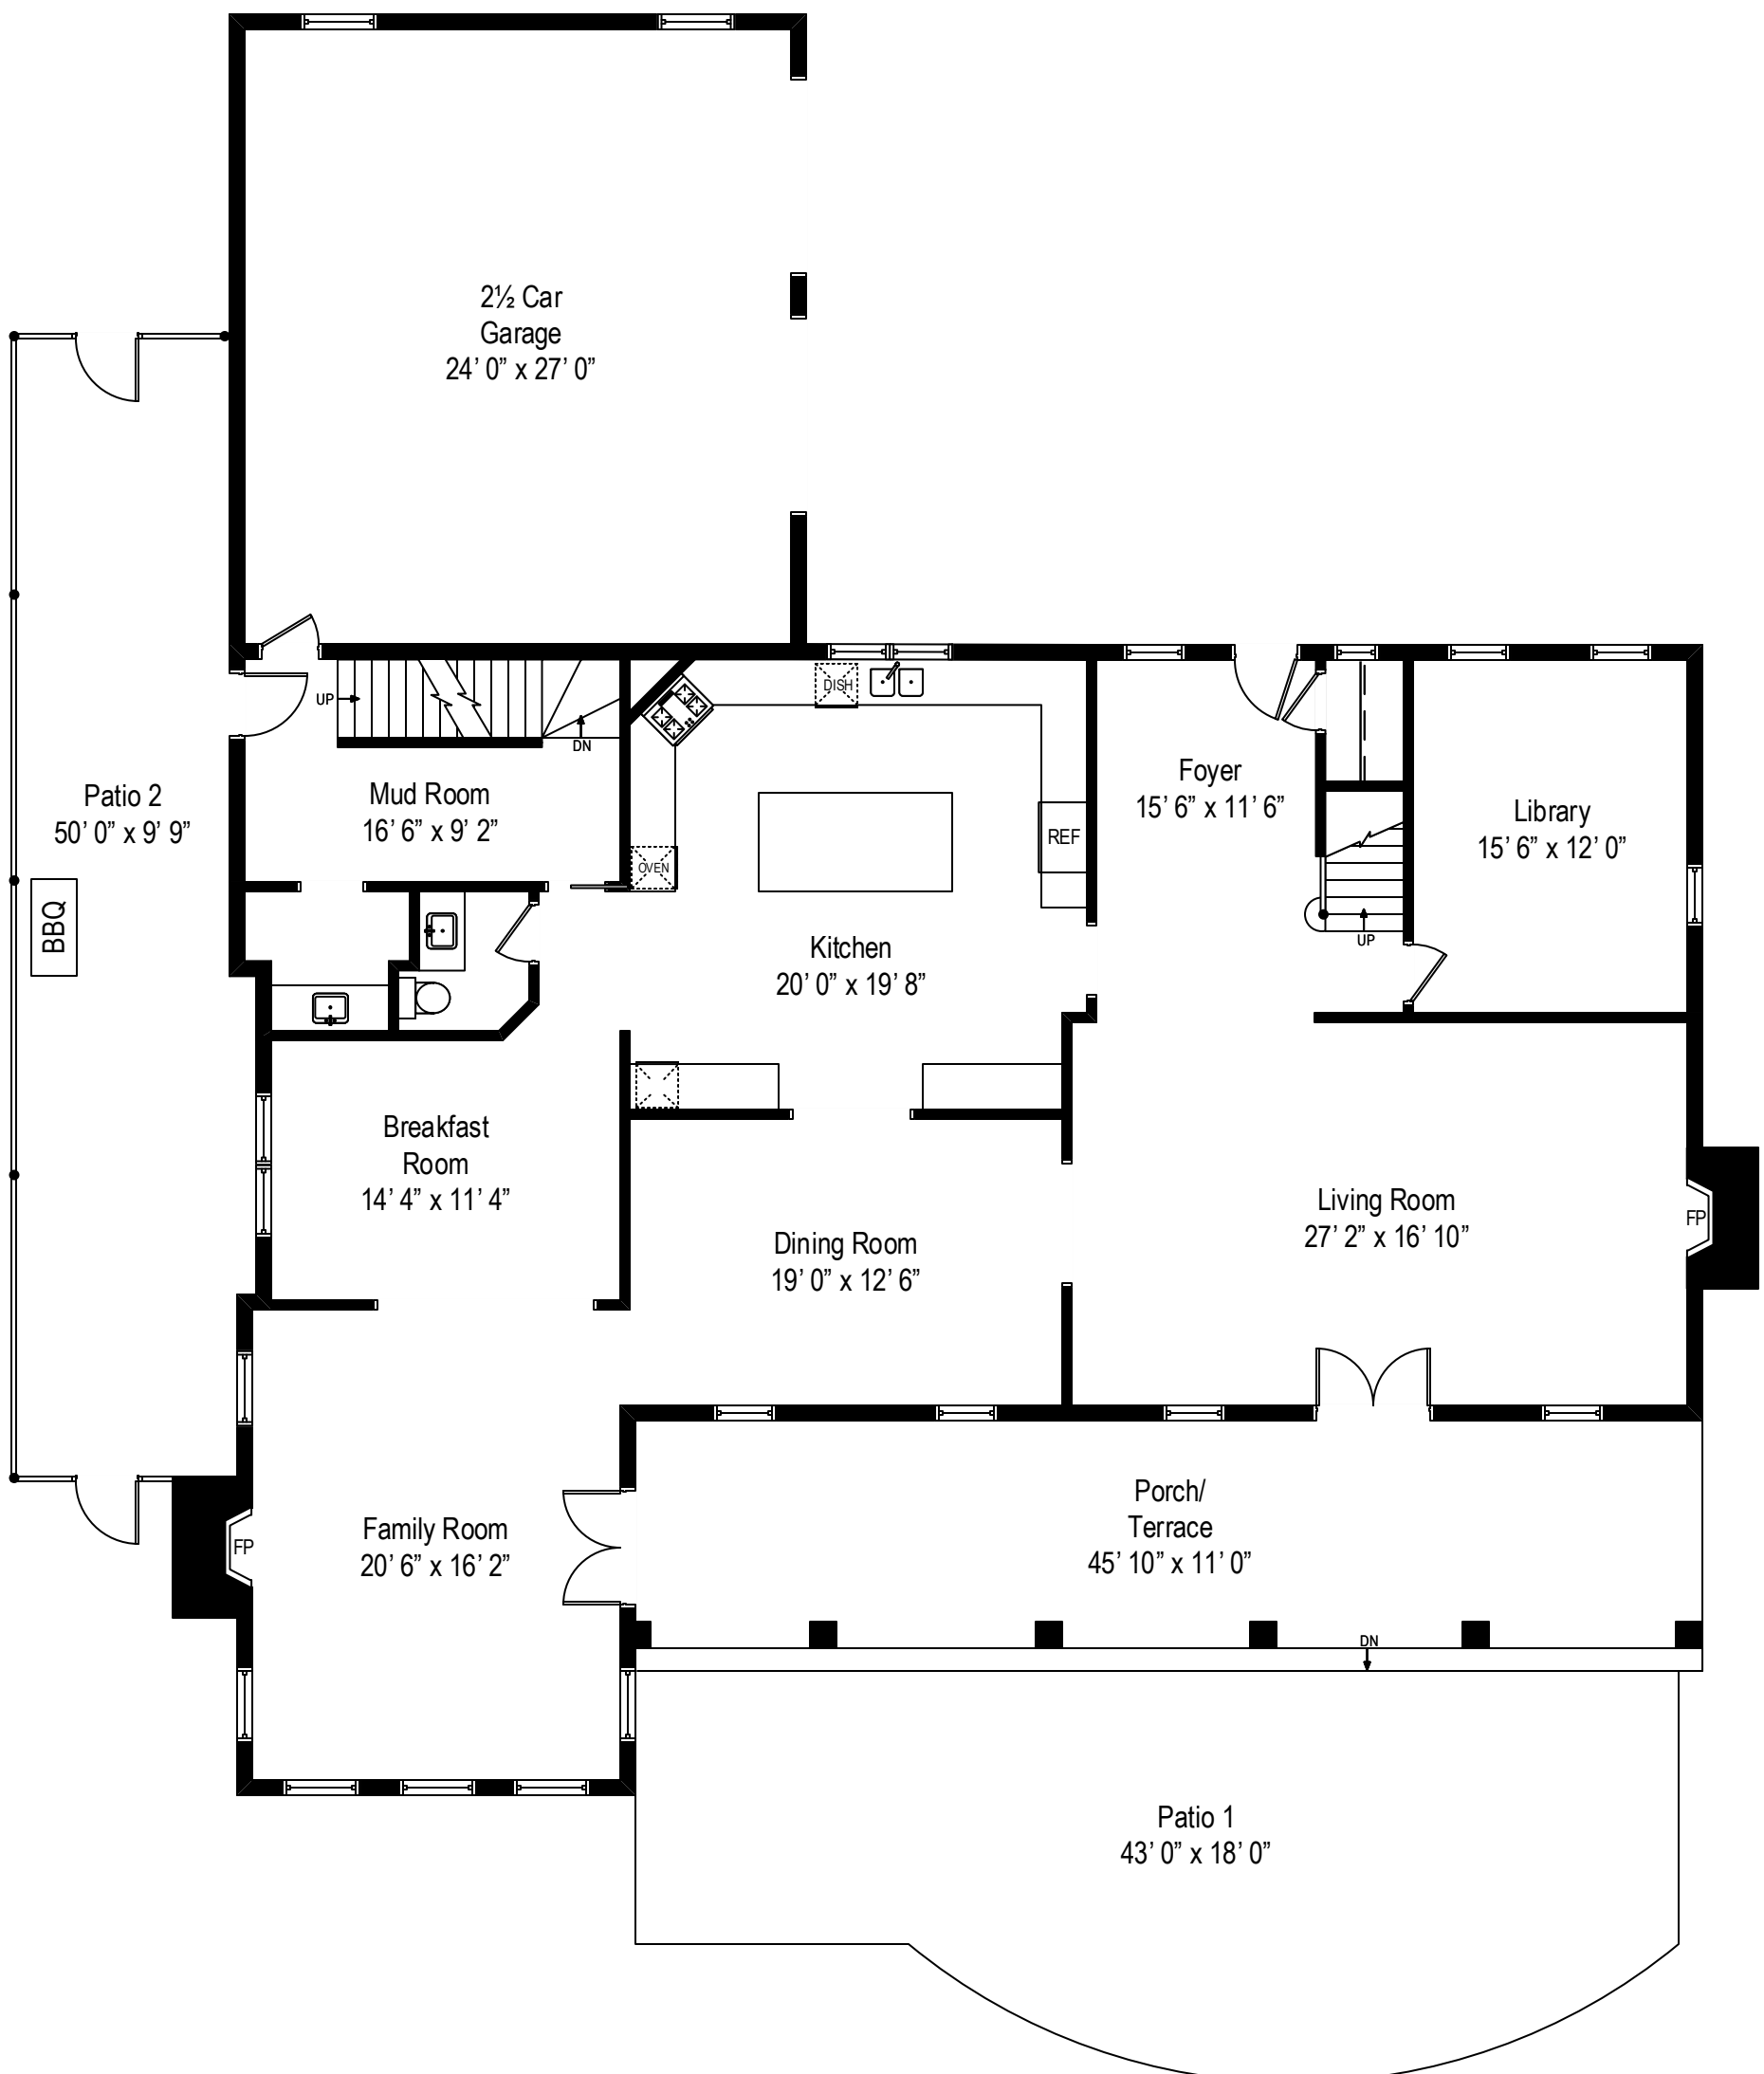 2½ Car
Garage
24’ 0” x 27’ 0”
UP
DN
DISH
Mud Room
16’ 6” x 9’ 2”
Patio 2
50’ 0” x 9’ 9”
BBQ
OVEN
REF
Foyer
15’ 6” x 11’ 6”
Library
15’ 6” x 12’ 0”
UP
Kitchen
20’ 0” x 19’ 8”
Breakfast
Room
14’ 4” x 11’ 4”
Dining Room
19’ 0” x 12’ 6”
Living Room
27’ 2” x 16’ 10”
FP
Family Room
20’ 6” x 16’ 2”
FP
Porch/
Terrace
45’ 10” x 11’ 0”
DN
Patio 1
43’ 0” x 18’ 0”